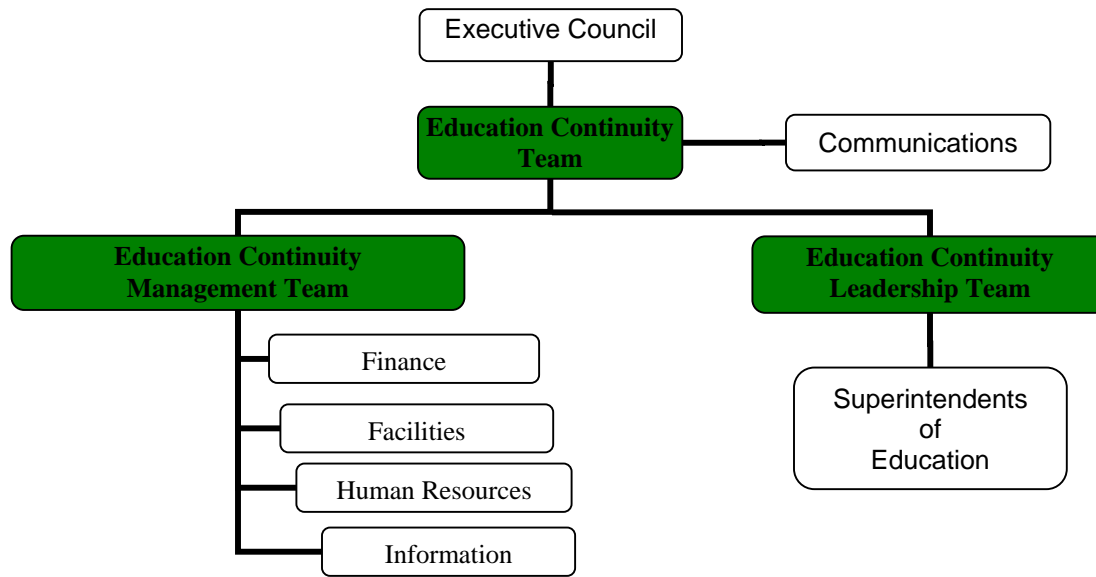 Executive Council
Education Continuity
Team
Communications
Education Continuity
Management Team
Education Continuity
Leadership Team
Finance
Facilities
Human Resources
Information
Superintendents
of
Education